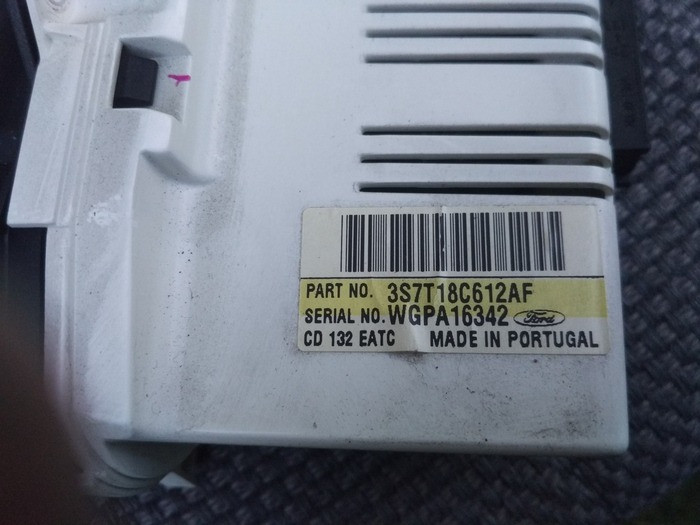 PART NO. 3S7T18C612AF
SERIAL NO. WGPA16342 Ford
CD 132 EATC MADE IN PORTUGAL